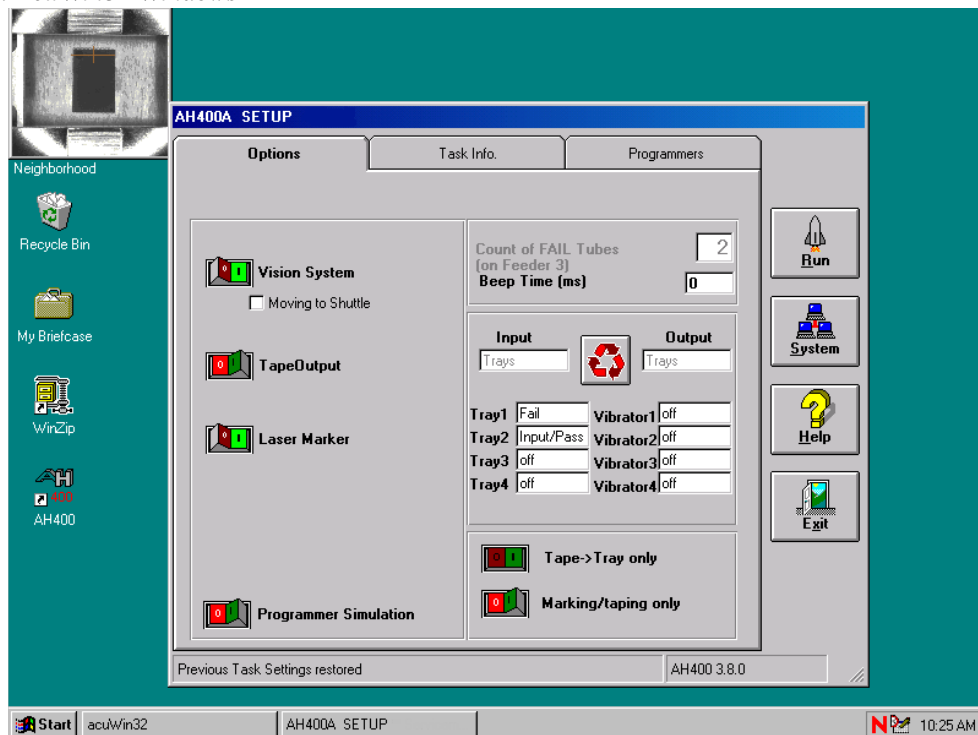 Neighborhood
Recycle Bin
My Briefcase
WinZip
AH
400
AH400
AH400A SETUP
Options
Task Info.
Programmers
Vision System
Moving to Shuttle
TapeOutput
Laser Marker
Programmer Simulation
Count of FAIL Tubes
(on Feeder 3)
2
Beep Time (ms)
0
Input
Output
Trays
Trays
Tray1 Fail Vibrator1 off
Tray2 Input/Pass Vibrator2 off
Tray3 off Vibrator3 off
Tray4 off Vibrator4 off
Tape->Tray only
Marking/taping only
Run
System
Help
Exit
Previous Task Settings restored
AH400 3.8.0
Start
acuWin32
AH400A SETUP
10:25 AM